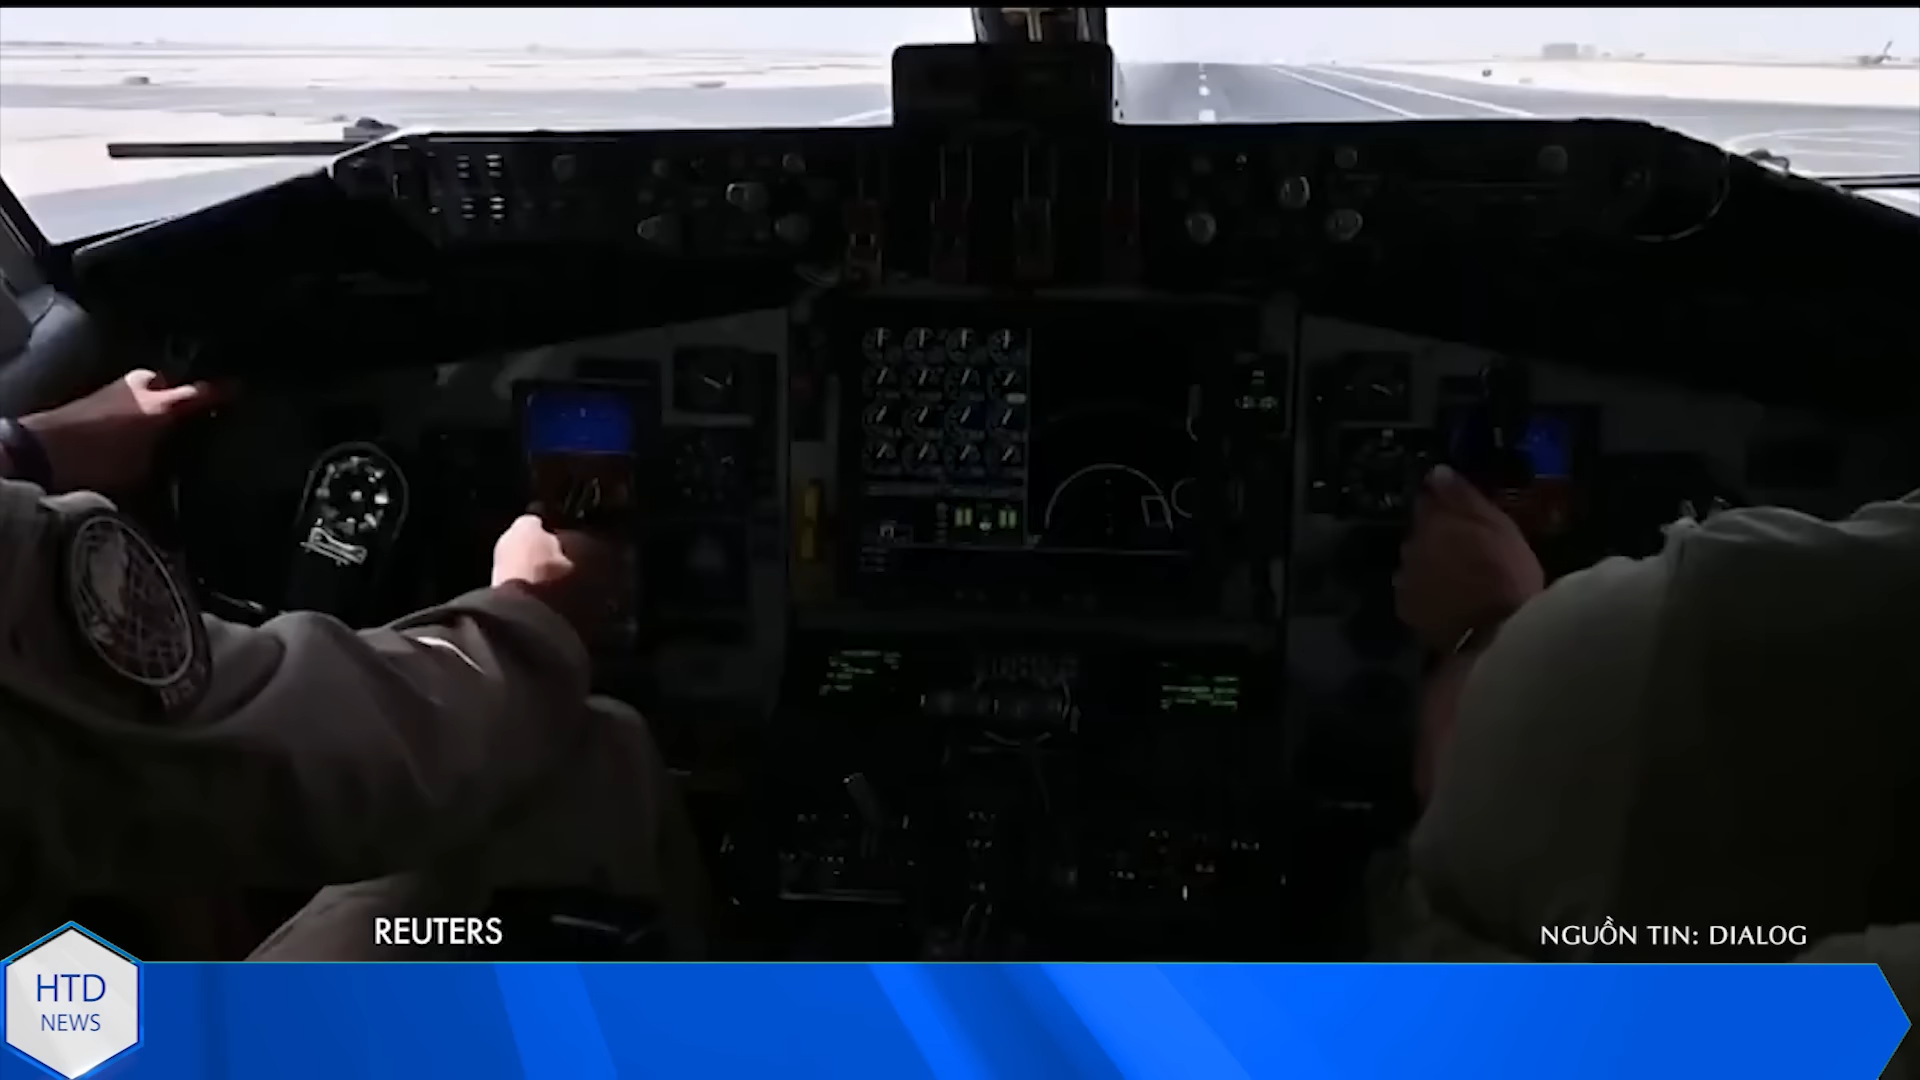 REUTERS
NGUỒN TIN: DIALOG
HTD
NEWS